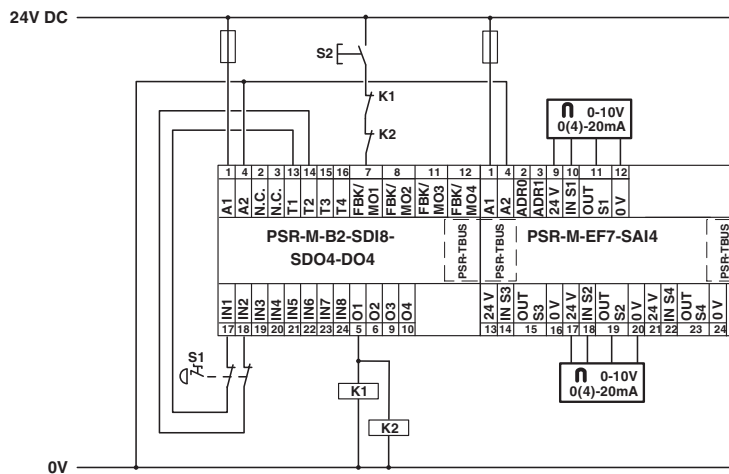 24V DC
S2
K1
K2
0-10V
0(4)-20mA
1 4 2 3 13 14 15 16 7 8 11 12 1 4 2 3 9 10 11 12
A1 A2 N.C. N.C. T1 T2 T3 T4 FBK/MO1 FBK/MO2 FBK/MO3 FBK/MO4 A1 A2 ADR0 ADR1 24 V IN S1 OUT S1 0 V
PSR-M-B2-SDI8-
SDO4-DO4
PSR-TBUS
PSR-TBUS
PSR-M-EF7-SAI4
PSR-TBUS
IN1 IN2 IN3 IN4 IN5 IN6 IN7 IN8 O1 O2 O3 O4 24 V IN S3 OUT S3 0 V 24 V IN S2 OUT S2 0 V 24 V IN S4 OUT S4 0 V
17 18 19 20 21 22 23 24 5 6 9 10 13 14 15 16 17 18 19 20 21 22 23 24
S1
K1
K2
0-10V
0(4)-20mA
0V